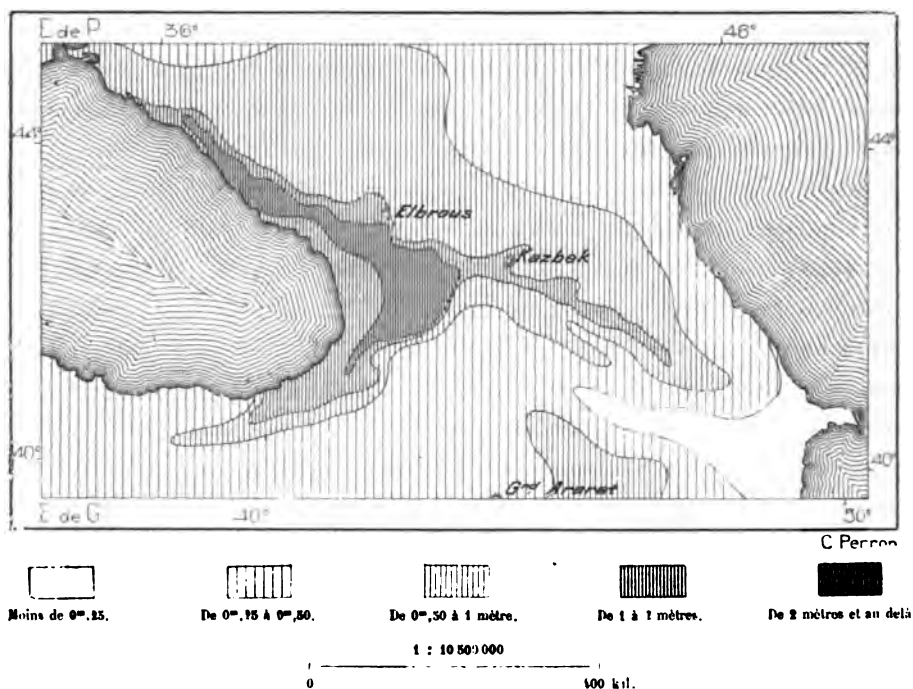 E de P 36° 46°
44° 44°
Elbrous
Kazbek
40° 40°
Gnd Ararat
E de G 40° 50°
C Perron
Moins de 0m,25. De 0m,25 à 0m,50. De 0m,50 à 1 mètre. De 1 à 2 mètres. De 2 mètres et au delà
1 : 10 500 000
0 400 kil.